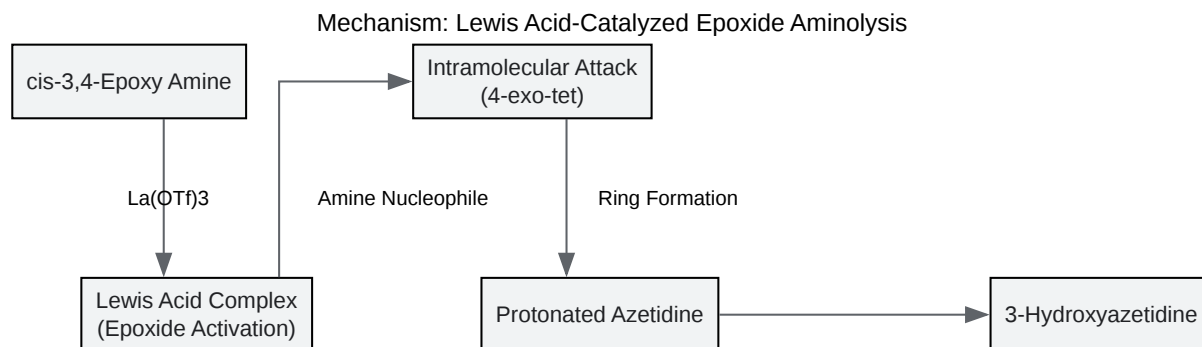 Mechanism: Lewis Acid-Catalyzed Epoxide Aminolysis
cis-3,4-Epoxy Amine
Intramolecular Attack
(4-exo-tet)
La(OTf)3
Amine Nucleophile
Ring Formation
Lewis Acid Complex
(Epoxide Activation)
Protonated Azetidine
3-Hydroxyazetidine